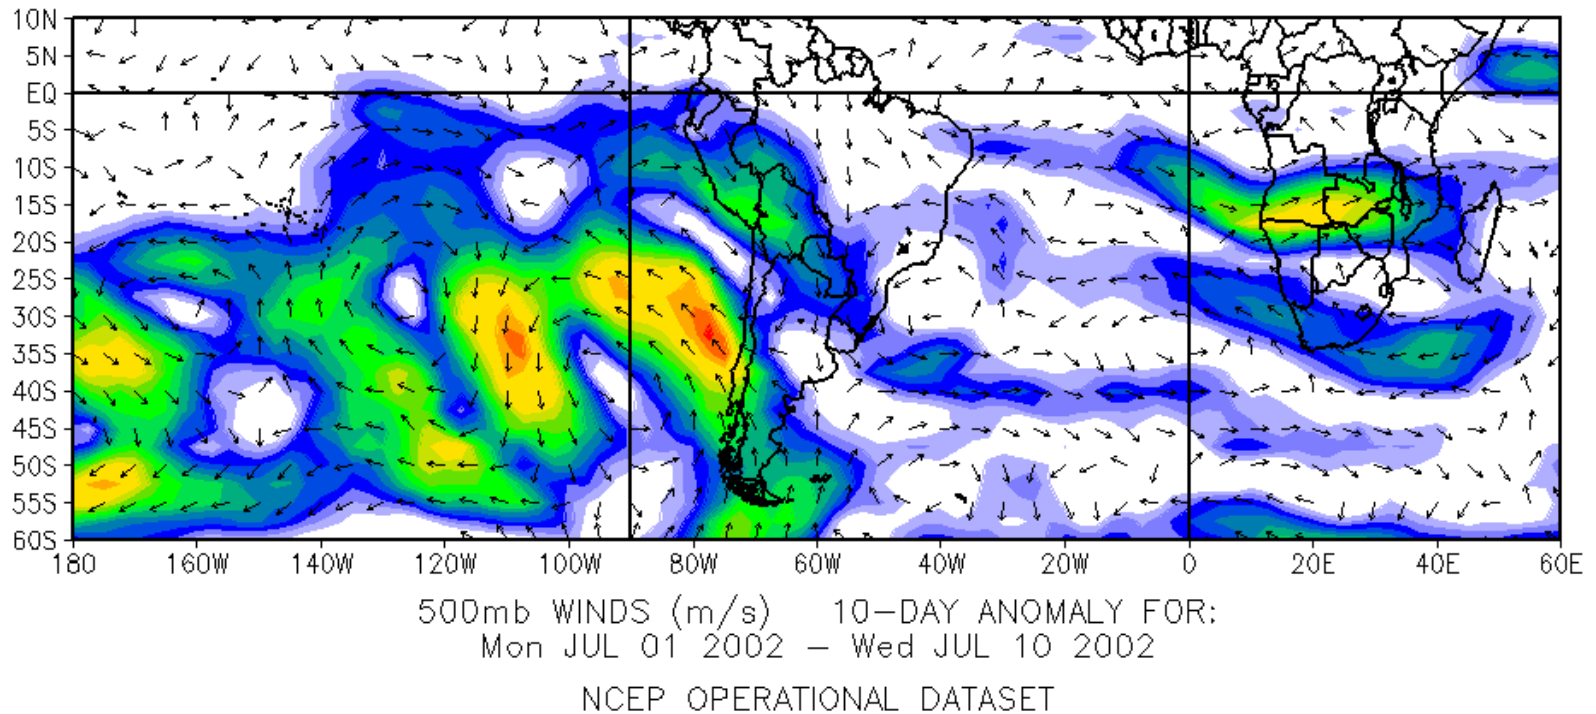 10N
5N
EQ
5S
10S
15S
20S
25S
30S
35S
40S
45S
50S
55S
60S
180 160W 140W 120W 100W 80W 60W 40W 20W 0 20E 40E 60E
500mb WINDS (m/s) 10-DAY ANOMALY FOR:
Mon JUL 01 2002 - Wed JUL 10 2002
NCEP OPERATIONAL DATASET